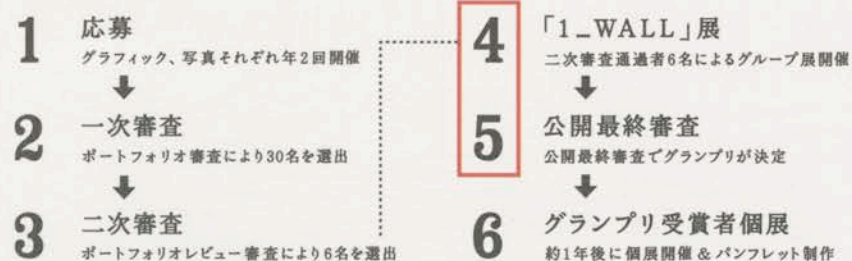 1 応募
グラフィック、写真それぞれ年2回開催
2 一次審査
ポートフォリオ審査により30名を選出
3 二次審査
ポートフォリオレビュー審査により6名を選出
4 「1_WALL」展
二次審査通過者6名によるグループ展開催
5 公開最終審査
公開最終審査でグランプリが決定
6 グランプリ受賞者個展
約1年後に個展開催 & パンフレット制作